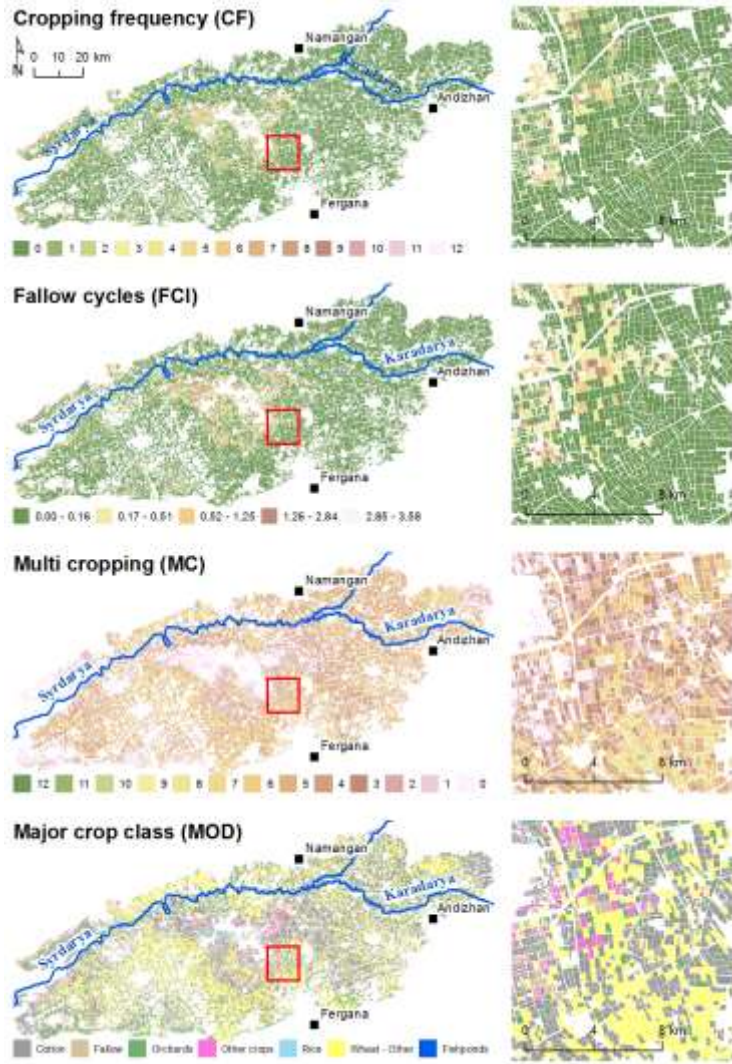 Cropping frequency (CF)
N
0 10 20 km
Namangan
Karadarya
Andizhan
Syrdarya
Fergana
0 4 8 km
0 1 2 3 4 5 6 7 8 9 10 11 12
Fallow cycles (FCI)
Namangan
Karadarya
Andizhan
Syrdarya
Fergana
0 4 8 km
0.00 - 0.16 0.17 - 0.51 0.52 - 1.25 1.26 - 2.84 2.85 - 3.58
Multi cropping (MC)
Namangan
Karadarya
Andizhan
Syrdarya
Fergana
0 4 8 km
12 11 10 9 8 7 6 5 4 3 2 1 0
Major crop class (MOD)
Namangan
Karadarya
Andizhan
Syrdarya
Fergana
0 4 8 km
Cotton Fallow Orchards Other crops Rice Wheat - Other Fishponds